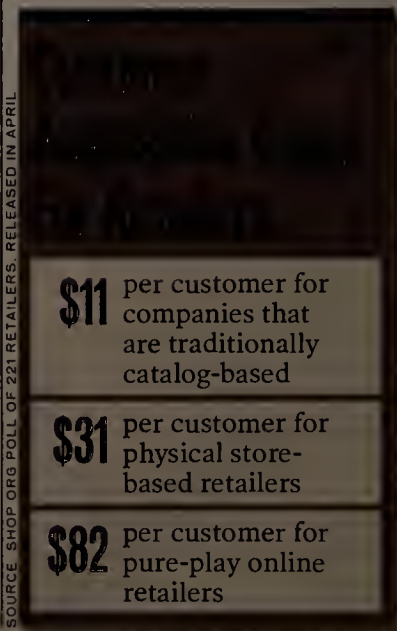 $11 per customer for
companies that
are traditionally
catalog-based
$31 per customer for
physical store-
based retailers
$82 per customer for
pure-play online
retailers
SOURCE SHOP ORG POLL OF 221 RETAILERS, RELEASED IN APRIL